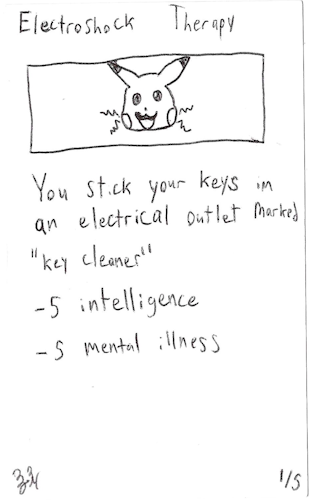 Electroshock Therapy
You stick your keys in
an electrical outlet marked
"key cleaner"
-5 intelligence
-5 mental illness
1/5